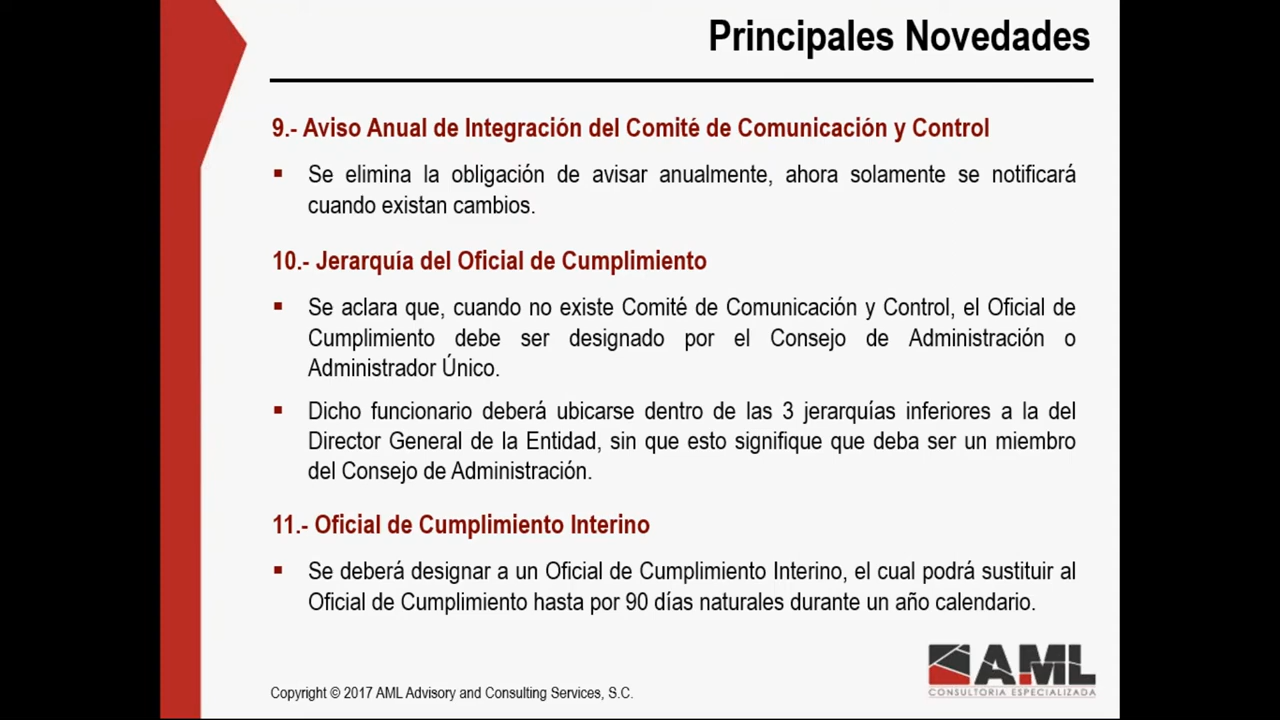 Principales Novedades
9.- Aviso Anual de Integración del Comité de Comunicación y Control
▪ Se elimina la obligación de avisar anualmente, ahora solamente se notificará
cuando existan cambios.
10.- Jerarquía del Oficial de Cumplimiento
▪ Se aclara que, cuando no existe Comité de Comunicación y Control, el Oficial de
Cumplimiento debe ser designado por el Consejo de Administración o
Administrador Único.
▪ Dicho funcionario deberá ubicarse dentro de las 3 jerarquías inferiores a la del
Director General de la Entidad, sin que esto signifique que deba ser un miembro
del Consejo de Administración.
11.- Oficial de Cumplimiento Interino
▪ Se deberá designar a un Oficial de Cumplimiento Interino, el cual podrá sustituir al
Oficial de Cumplimiento hasta por 90 días naturales durante un año calendario.
AML
CONSULTORIA ESPECIALIZADA
Copyright © 2017 AML Advisory and Consulting Services, S.C.